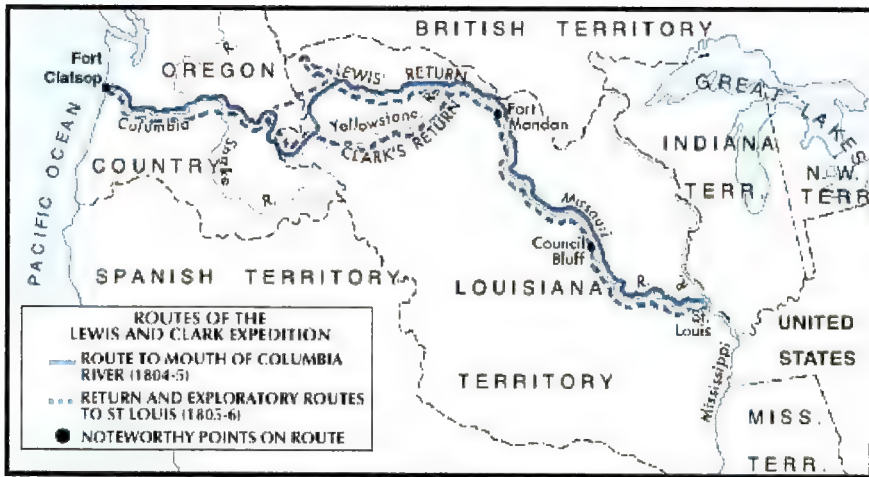 BRITISH TERRITORY
Fort
Clatsop
OREGON
R.
LEWIS' RETURN
GREAT LAKES
Columbia
Yellowstone R.
CLARK'S RETURN
Fort
Mandan
INDIANA
TERR.
N.W.
TERR.
COUNTRY
Snake
R.
PACIFIC OCEAN
Missouri
Council
Bluff
SPANISH TERRITORY
LOUISIANA
R.
R.
St.
Louis
UNITED
STATES
TERRITORY
Mississippi
MISS.
TERR.
ROUTES OF THE
LEWIS AND CLARK EXPEDITION
ROUTE TO MOUTH OF COLUMBIA
RIVER (1804-5)
RETURN AND EXPLORATORY ROUTES
TO ST LOUIS (1805-6)
NOTEWORTHY POINTS ON ROUTE